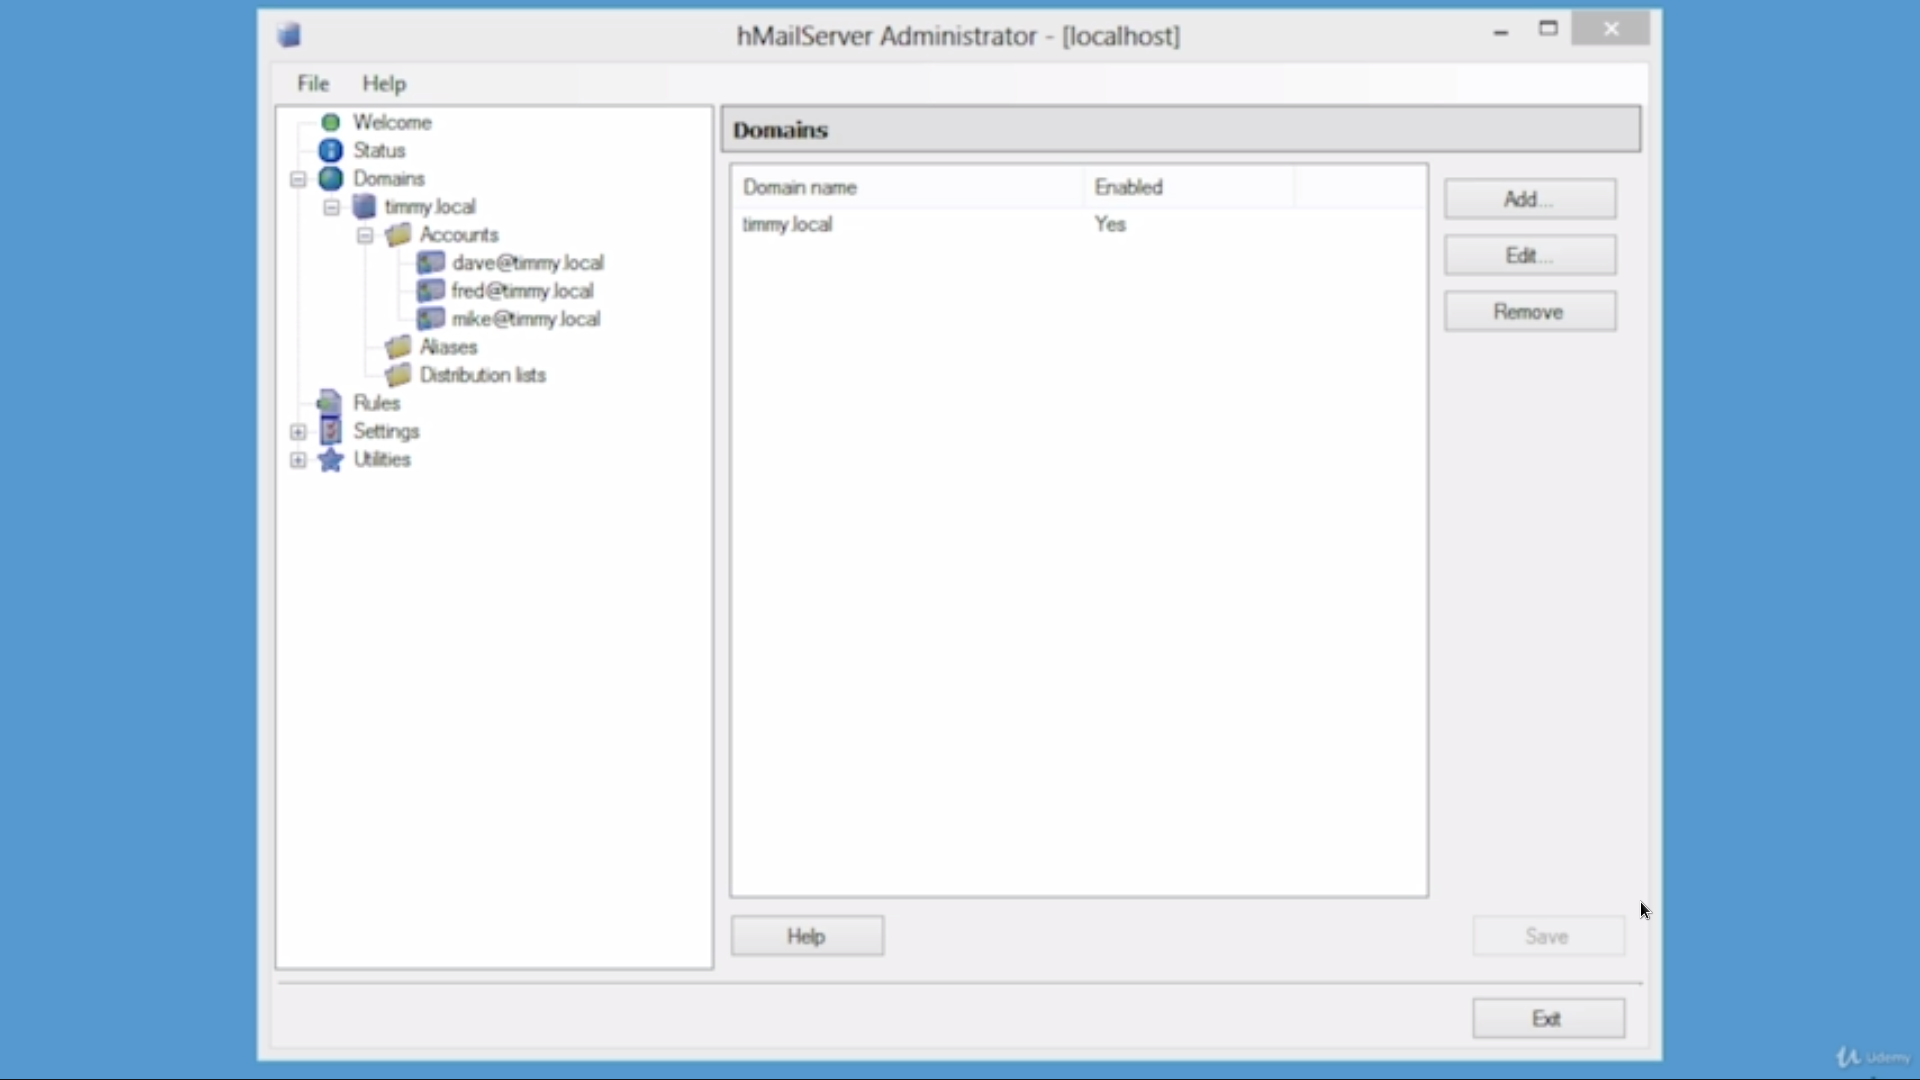 hMailServer Administrator - [localhost]
File Help
Welcome
Status
Domains
timmy.local
Accounts
dave@timmy.local
fred@timmy.local
mike@timmy.local
Aliases
Distribution lists
Rules
Settings
Utilities
Domains
Domain name Enabled
timmy.local Yes
Add...
Edit...
Remove
Help
Save
Exit
Udemy